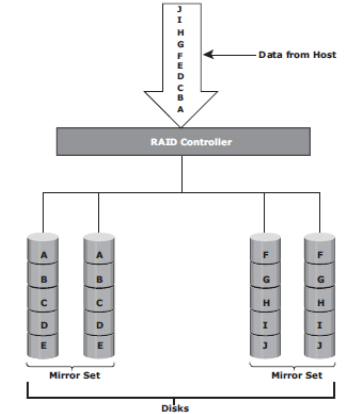 J
I
H
G
F
E
D
C
B
A
Data from Host
RAID Controller
A A F F
B B G G
C C H H
D D I I
E E J J
Mirror Set Mirror Set
Disks